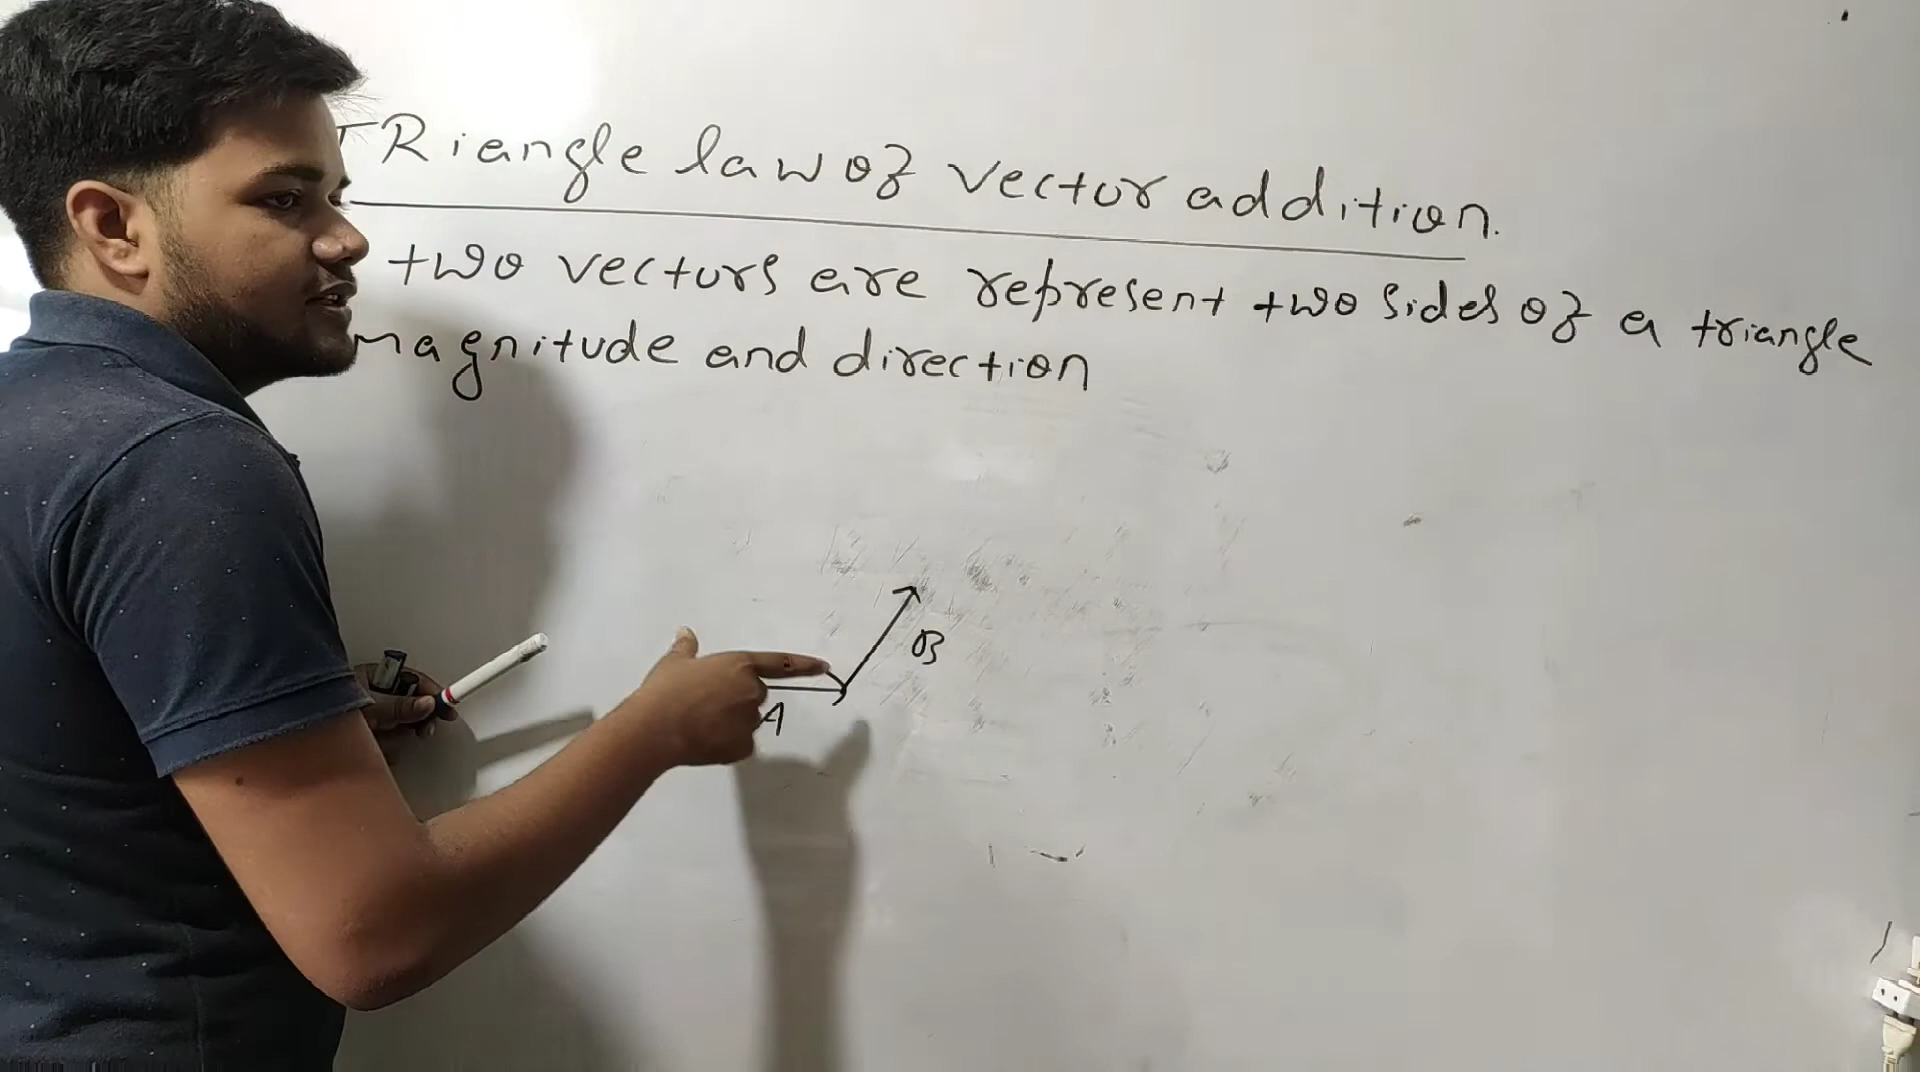 TRiangle law of vector addition.
two vectors are represent two sides of a triangle
magnitude and direction
B
A